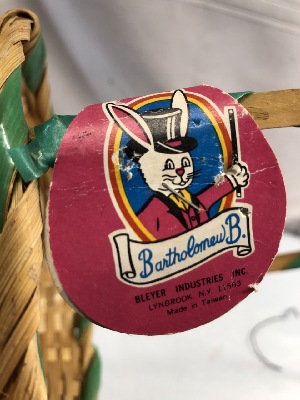 Bartholomew B.
BLEYER INDUSTRIES INC.
LYNBROOK, N.Y. 11563
Made in Taiwan